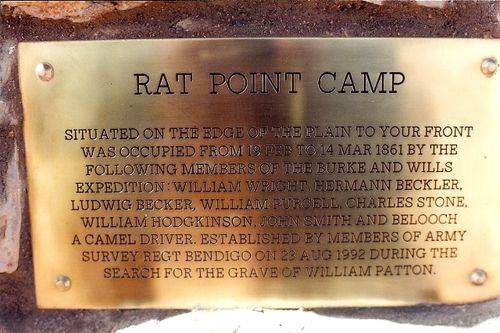 RAT POINT CAMP
SITUATED ON THE EDGE OF THE PLAIN TO YOUR FRONT
WAS OCCUPIED FROM 19 FEB TO 14 MAR 1861 BY THE
FOLLOWING MEMBERS OF THE BURKE AND WILLS
EXPEDITION: WILLIAM WRIGHT, HERMANN BECKLER,
LUDWIG BECKER, WILLIAM PURCELL, CHARLES STONE,
WILLIAM HODGKINSON, JOHN SMITH AND BELOOCH
A CAMEL DRIVER. ESTABLISHED BY MEMBERS OF ARMY
SURVEY REGT BENDIGO ON 23 AUG 1992 DURING THE
SEARCH FOR THE GRAVE OF WILLIAM PATTON.